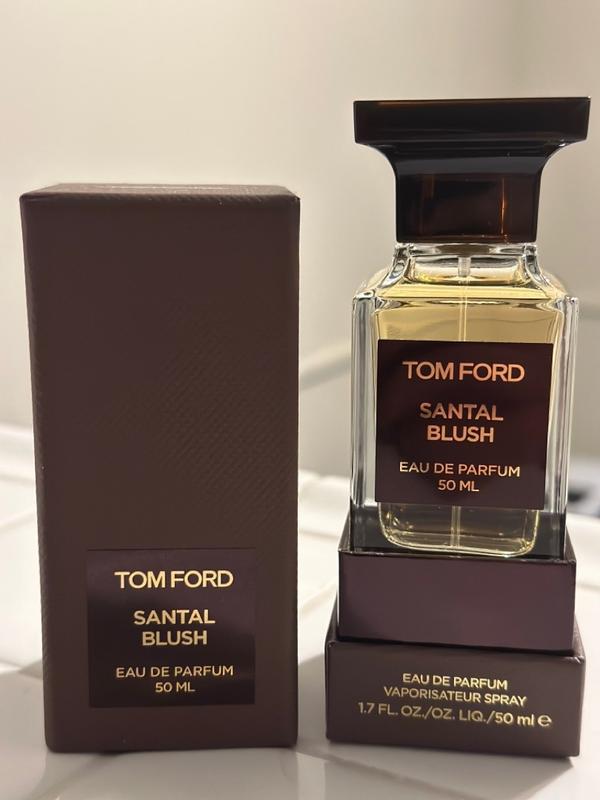 TOM FORD
SANTAL
BLUSH
EAU DE PARFUM
50 ML
TOM FORD
SANTAL
BLUSH
EAU DE PARFUM
50 ML
EAU DE PARFUM
VAPORISATEUR SPRAY
1.7 FL. OZ./OZ. LIQ./50 ml ℮